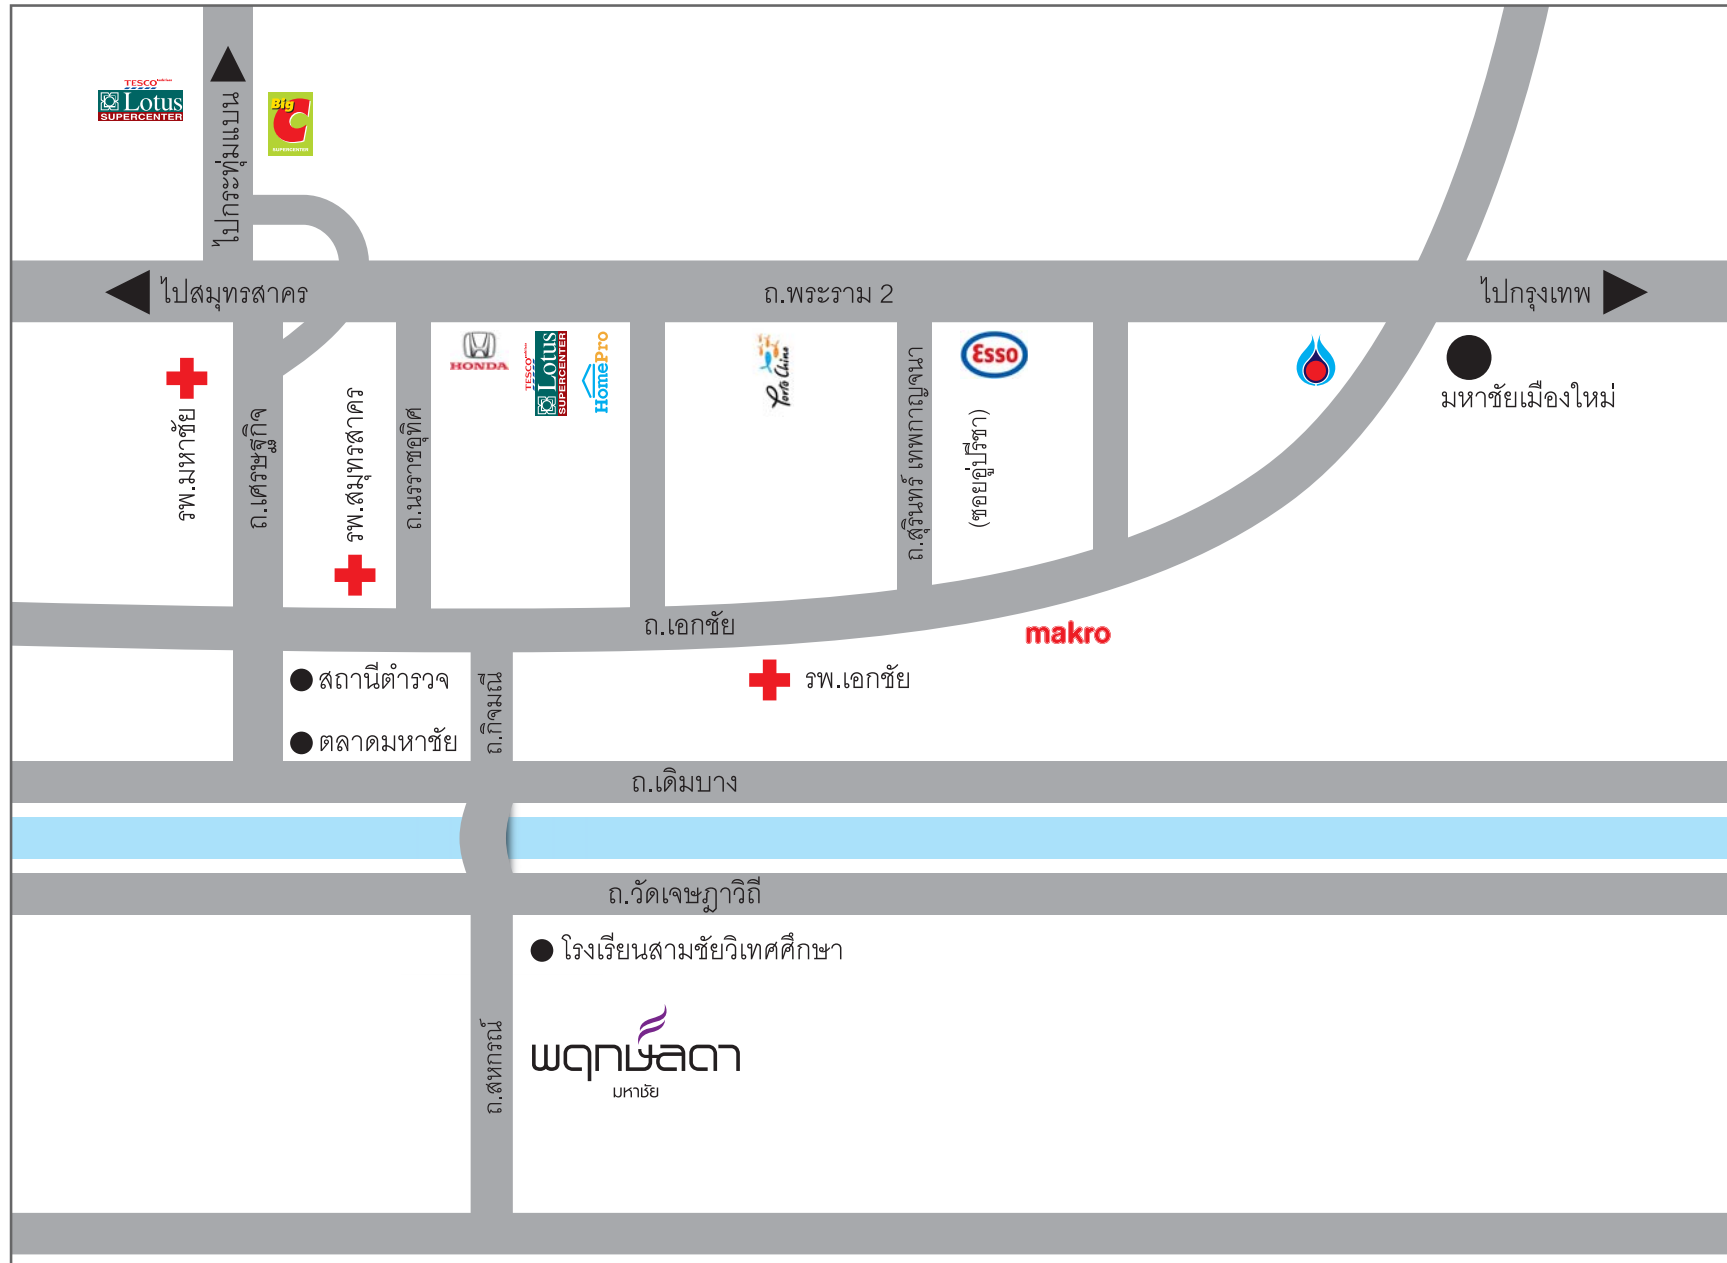 TESCO
Lotus
SUPERCENTER
Big
C
SUPERCENTER
ไปกระทุ่มแบน
ไปสมุทรสาคร
ถ.พระราม 2
ไปกรุงเทพ
รพ.มหาชัย
ถ.เศรษฐกิจ
รพ.สมุทรสาคร
ถ.นรราชอุทิศ
HONDA
TESCO
Lotus
SUPERCENTER
HomePro
Porto Chino
ถ.สุรินทร์ เทพกาญจนา
Esso
(ซอยอู่ปรีชา)
มหาชัยเมืองใหม่
ถ.เอกชัย
makro
สถานีตำรวจ
ถ.กิจมณี
รพ.เอกชัย
ตลาดมหาชัย
ถ.เดิมบาง
ถ.วัดเจษฎาวิถี
โรงเรียนสามชัยวิเทศศึกษา
ถ.สหกรณ์
พฤกษ์ลดา
มหาชัย